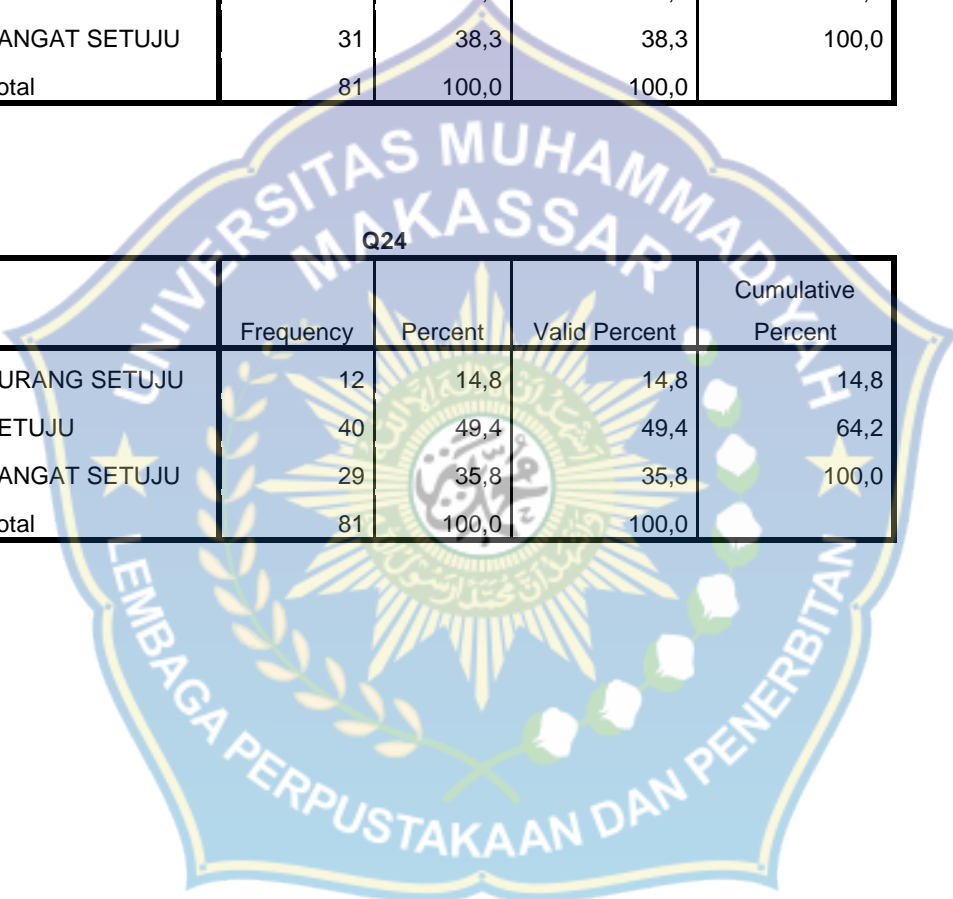 ANGAT SETUJU 31 38,3 38,3 100,0
otal 81 100,0 100,0
UNIVERSITAS MUHAMMADIYAH
MAKASSAR
Q24
Cumulative
Frequency Percent Valid Percent Percent
URANG SETUJU 12 14,8 14,8 14,8
ETUJU 40 49,4 49,4 64,2
ANGAT SETUJU 29 35,8 35,8 100,0
otal 81 100,0 100,0
LEMBAGA PERPUSTAKAAN DAN PENERBITAN